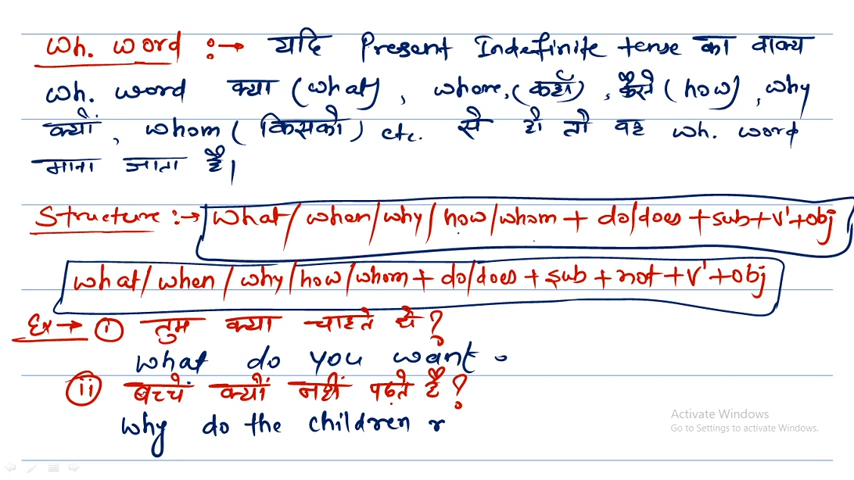 Wh. word :→ यदि Present Indefinite tense का वाक्य
wh. word क्या (what), where, (कहाँ), कैसे (how), why
क्यों, whom (किसको) etc. से हो तो वह wh. word
माना जाता है।
Structure :→ what/when/why/how/whom + do/does + sub + V¹ + obj
what/when/why/how/whom + do/does + sub + not + V¹ + obj
Ex → (i) तुम क्या चाहते हो?
What do you want
(ii) बच्चे क्यों नहीं पढ़ते हैं?
why do the children r
Activate Windows
Go to Settings to activate Windows.